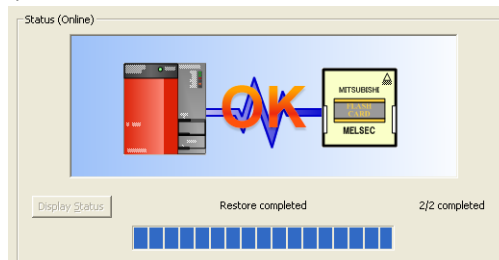 Status (Online)
MITSUBISHI
FLASH
CARD
MELSEC
OK
Display Status
Restore completed
2/2 completed